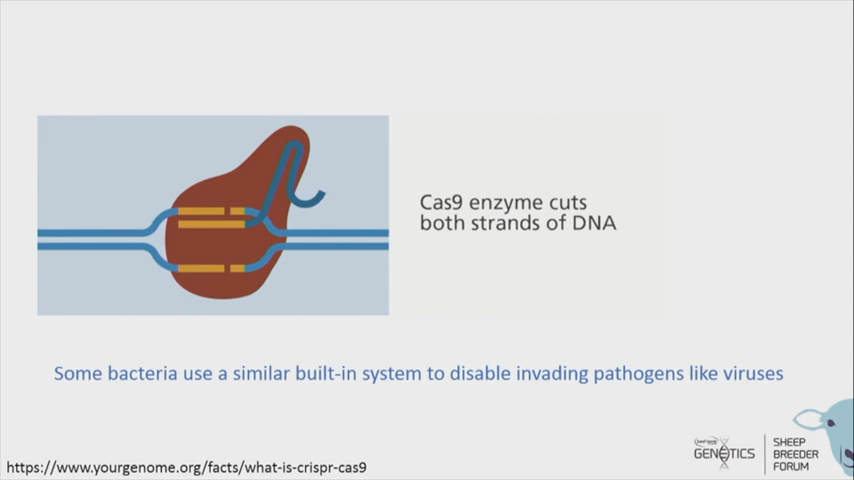 Cas9 enzyme cuts
both strands of DNA
Some bacteria use a similar built-in system to disable invading pathogens like viruses
GENETICS
SHEEP
BREEDER
FORUM
https://www.yourgenome.org/facts/what-is-crispr-cas9